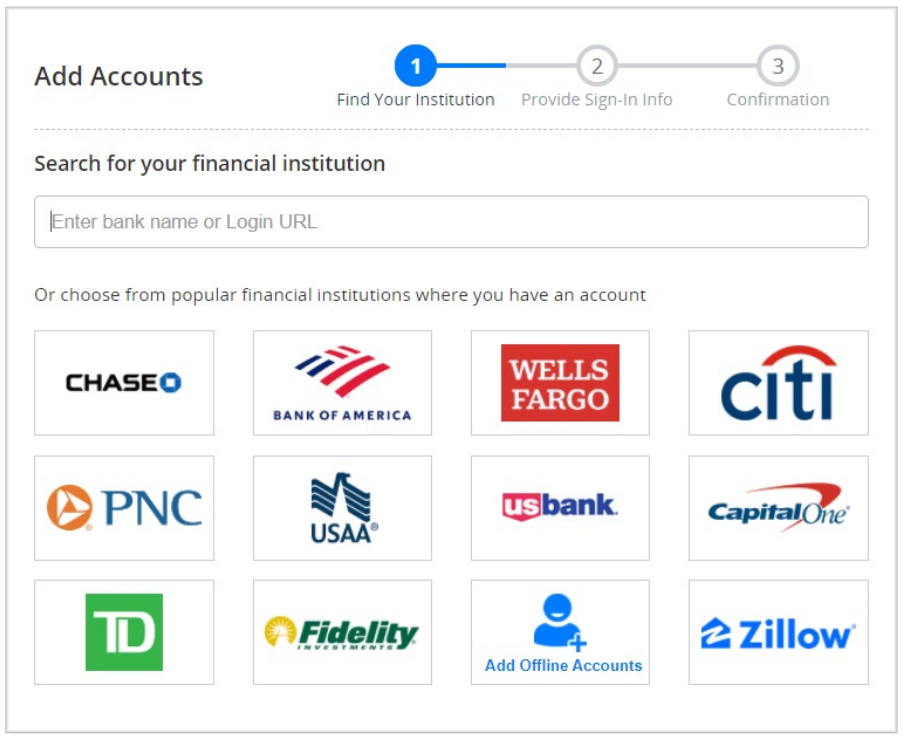 Add Accounts
1
2
3
Find Your Institution
Provide Sign-In Info
Confirmation
Search for your financial institution
Enter bank name or Login URL
Or choose from popular financial institutions where you have an account
CHASE
BANK OF AMERICA
WELLS
FARGO
citi
PNC
USAA®
usbank.
Capital One®
TD
Fidelity
INVESTMENTS
Add Offline Accounts
Zillow®